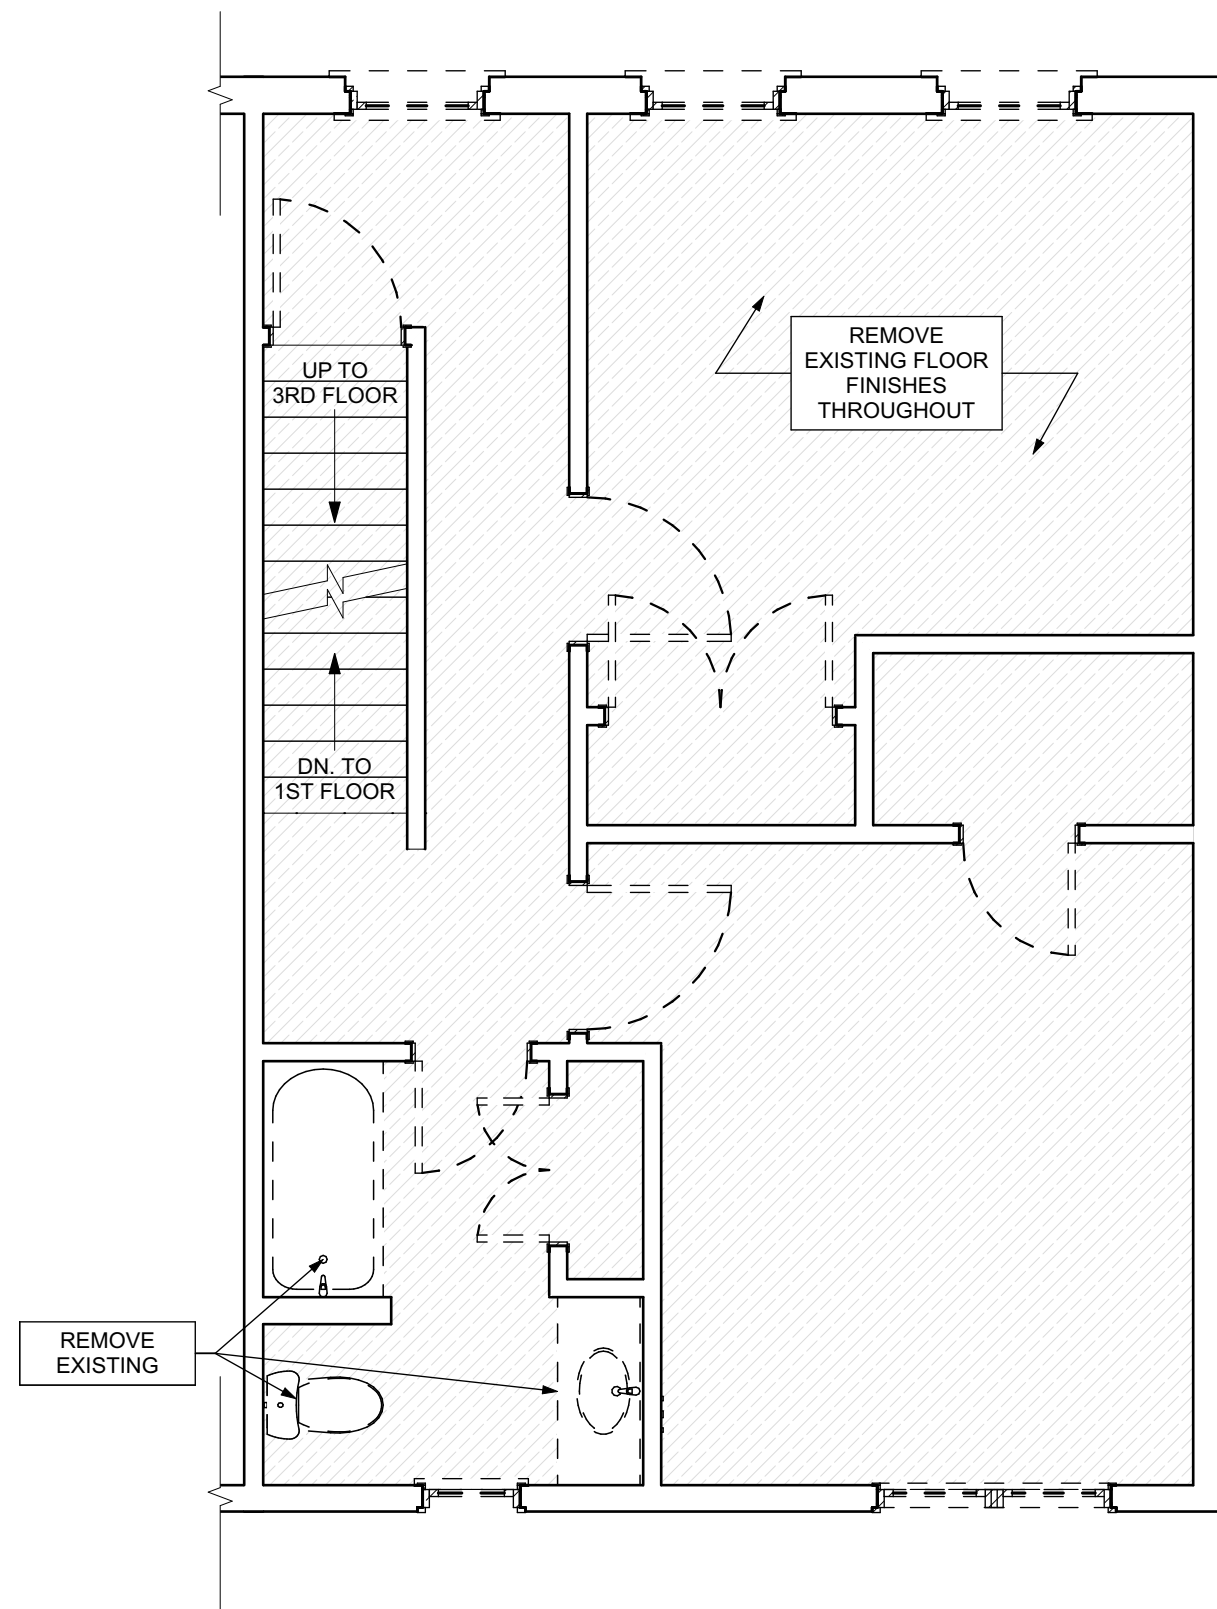 UP TO
3RD FLOOR
REMOVE
EXISTING FLOOR
FINISHES
THROUGHOUT
DN. TO
1ST FLOOR
REMOVE
EXISTING